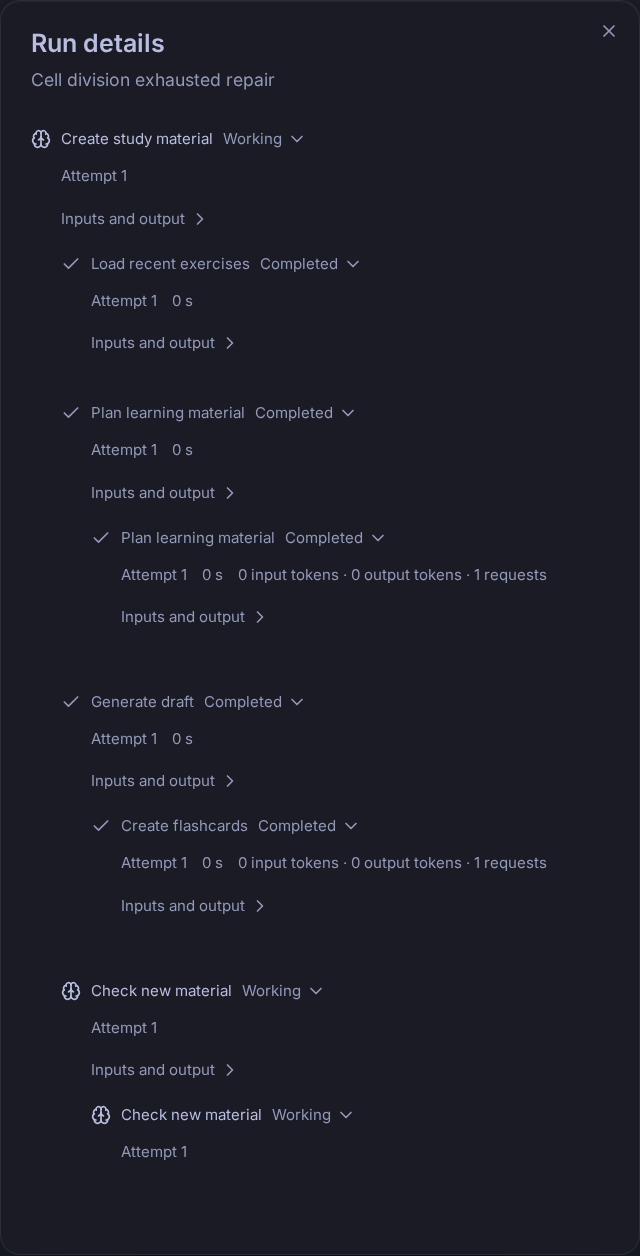 Run details
Cell division exhausted repair
Create study material Working
Attempt 1
Inputs and output
Load recent exercises Completed
Attempt 1 0 s
Inputs and output
Plan learning material Completed
Attempt 1 0 s
Inputs and output
Plan learning material Completed
Attempt 1 0 s 0 input tokens · 0 output tokens · 1 requests
Inputs and output
Generate draft Completed
Attempt 1 0 s
Inputs and output
Create flashcards Completed
Attempt 1 0 s 0 input tokens · 0 output tokens · 1 requests
Inputs and output
Check new material Working
Attempt 1
Inputs and output
Check new material Working
Attempt 1